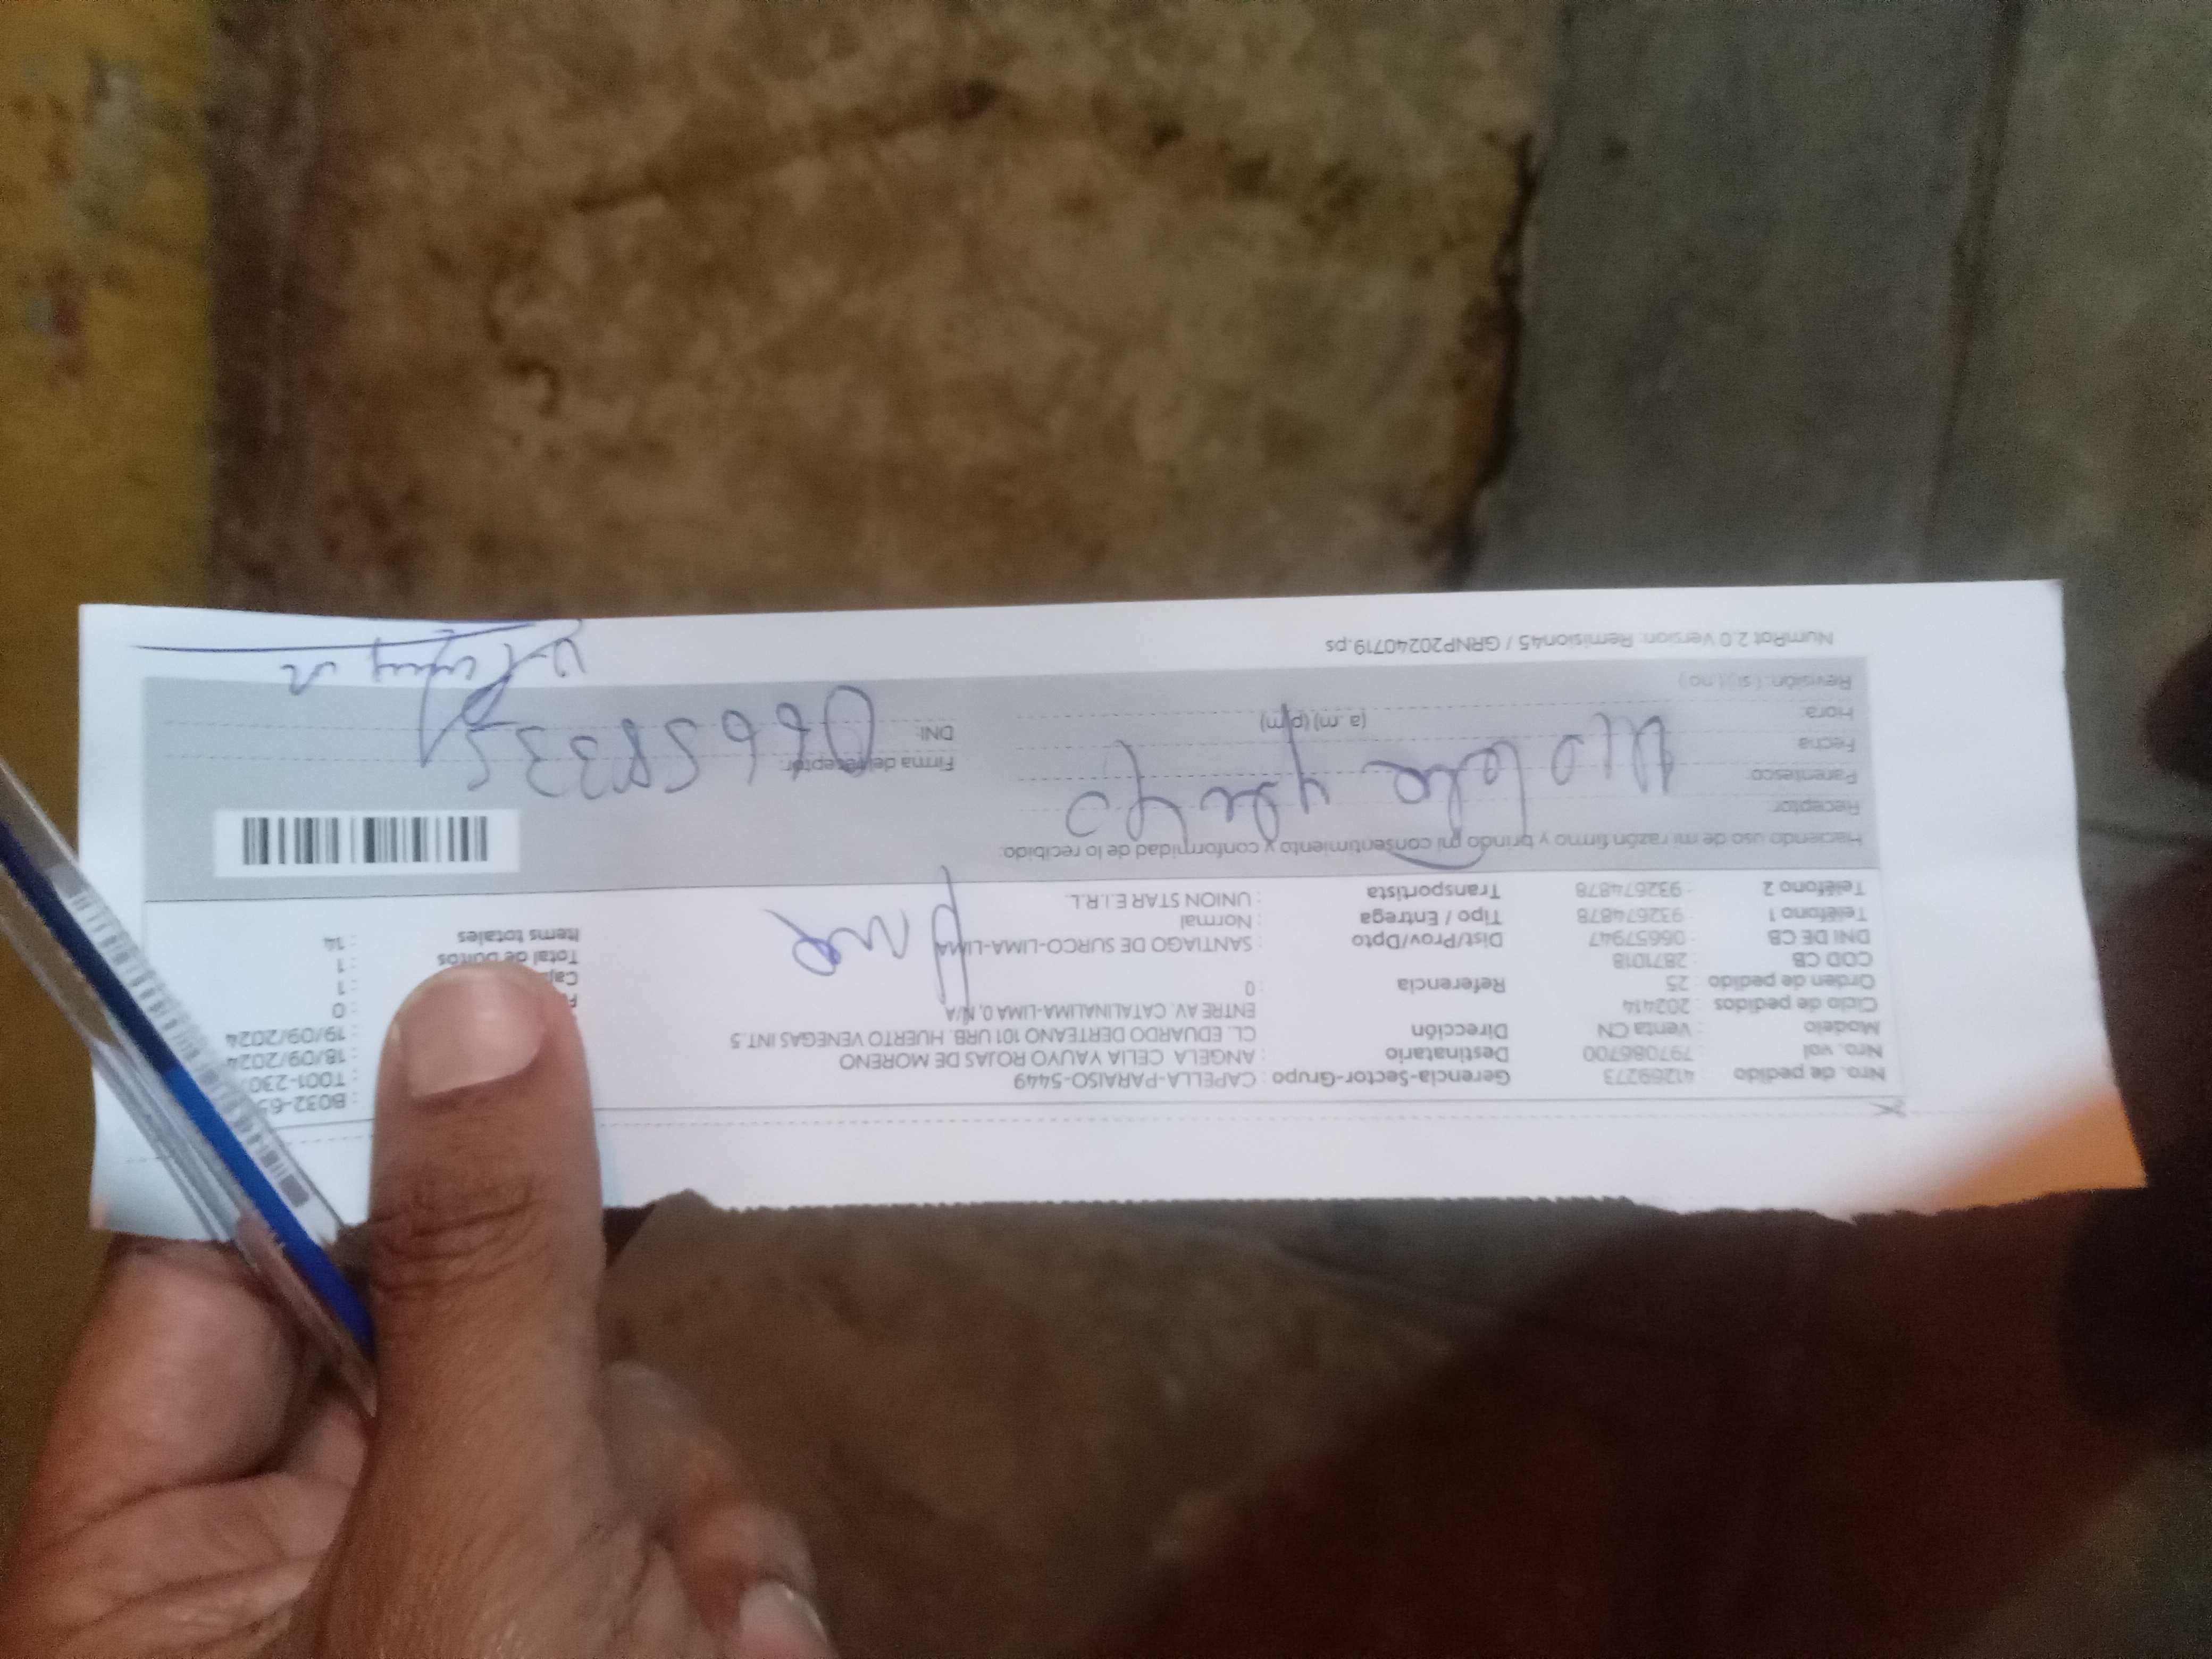 Nro. de pedido : 41269273 Gerencia-Sector-Grupo : CAPELLA-PARAISO-5449 : B032-65
Nro. vol : 797086700 Destinatario : ANGELA CELIA YAUYO ROJAS DE MORENO : T001-230
Modelo : Venta CN Dirección CL. EDUARDO DERTEANO 101 URB. HUERTO VENEGAS INT. 5 : 18/09/2024
Ciclo de pedidos : 202414 ENTRE AV. CATALINALIMA-LIMA 0, N/A : 19/09/2024
Orden de pedido : 25 Referencia : 0 : 0
COD CB : 2871018 Caj : 1
DNI DE CB : 06657947 Dist/Prov/Dpto : SANTIAGO DE SURCO-LIMA-LIMA Total de bultos : 1
Teléfono 1 : 932674878 Tipo / Entrega : Normal Items totales : 14
Teléfono 2 : 932674878 Transportista : UNION STAR E.I.R.L.
Haciendo uso de mi razón firmo y brindo mi consentimiento y conformidad de lo recibido:
Receptor:
Parentesco:
Fecha: Firma del receptor:
Hora: (a. m) (p.m) DNI: 06658335
Revisión: ( si ) ( no )
NumRot 2.0 Version: Remision45 / GRNP20240719.ps